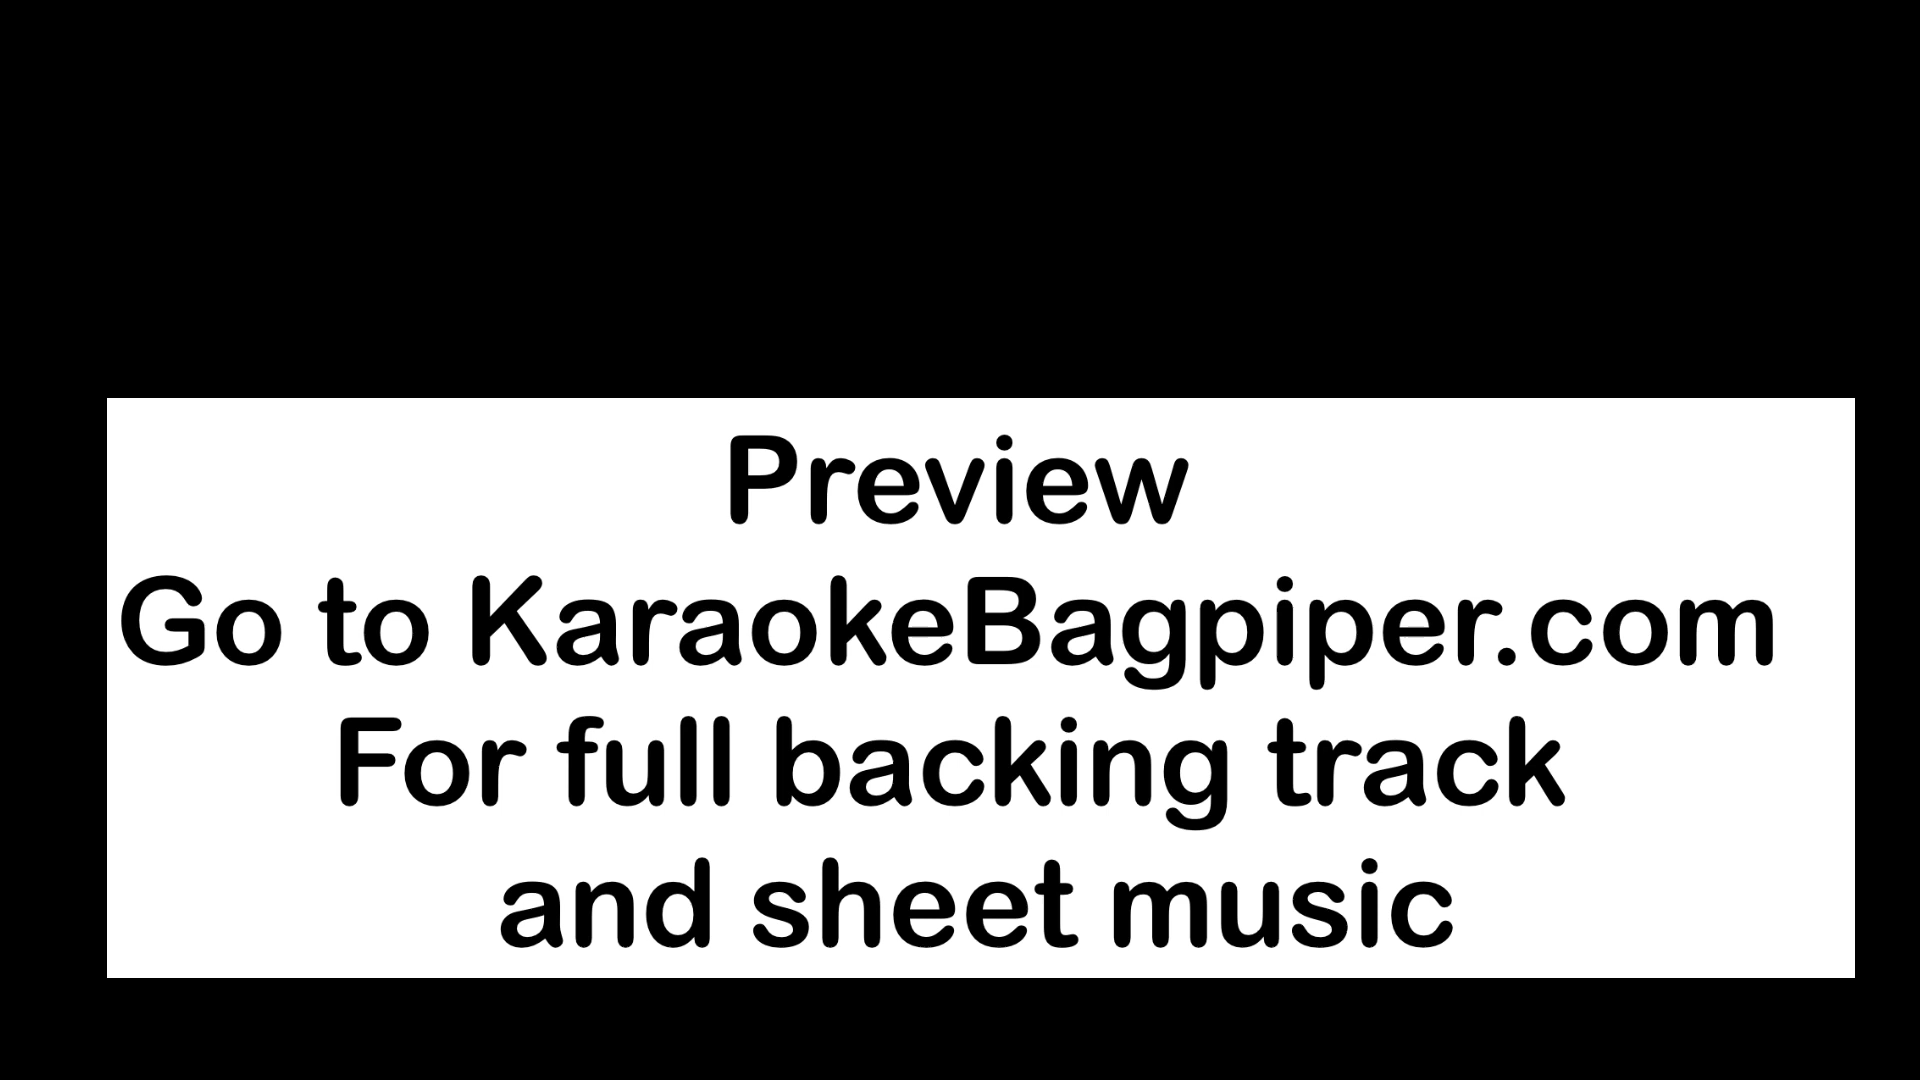 Preview
Go to KaraokeBagpiper.com
For full backing track
and sheet music